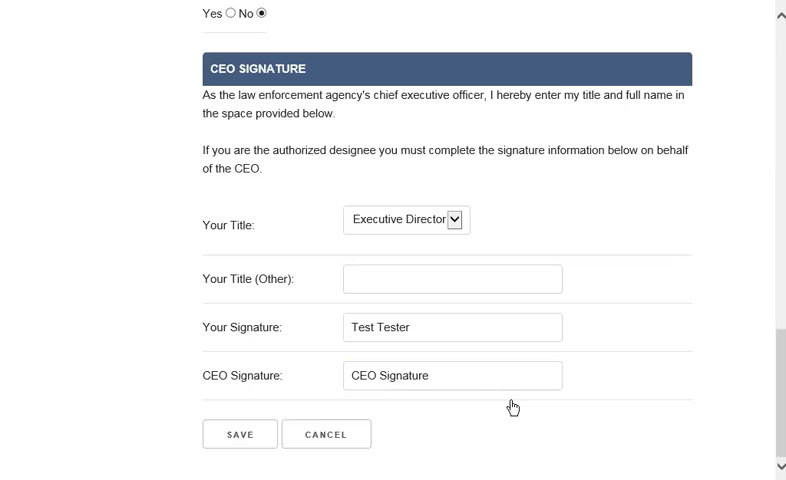 Yes No
CEO SIGNATURE
As the law enforcement agency's chief executive officer, I hereby enter my title and full name in
the space provided below.
If you are the authorized designee you must complete the signature information below on behalf
of the CEO.
Your Title: Executive Director
Your Title (Other):
Your Signature: Test Tester
CEO Signature: CEO Signature
SAVE CANCEL